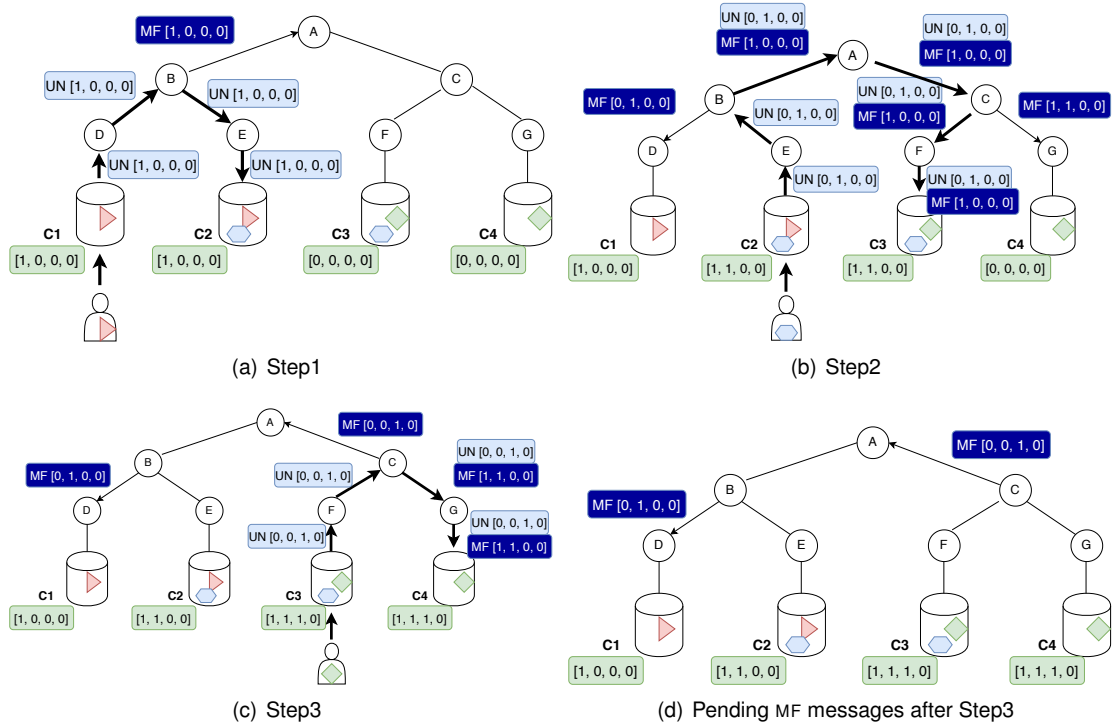 MF [1, 0, 0, 0]
A
UN [1, 0, 0, 0]
B
UN [1, 0, 0, 0]
C
D
E
F
G
UN [1, 0, 0, 0]
UN [1, 0, 0, 0]
C1
C2
C3
C4
[1, 0, 0, 0]
[1, 0, 0, 0]
[0, 0, 0, 0]
[0, 0, 0, 0]
(a) Step1
UN [0, 1, 0, 0]
MF [1, 0, 0, 0]
A
UN [0, 1, 0, 0]
MF [1, 0, 0, 0]
MF [0, 1, 0, 0]
B
UN [0, 1, 0, 0]
MF [1, 0, 0, 0]
C
MF [1, 1, 0, 0]
UN [0, 1, 0, 0]
D
E
F
G
UN [0, 1, 0, 0]
UN [0, 1, 0, 0]
MF [1, 0, 0, 0]
C1
C2
C3
C4
[1, 0, 0, 0]
[1, 1, 0, 0]
[1, 1, 0, 0]
[0, 0, 0, 0]
(b) Step2
A
MF [0, 0, 1, 0]
B
C
UN [0, 0, 1, 0]
MF [1, 1, 0, 0]
MF [0, 1, 0, 0]
UN [0, 0, 1, 0]
D
E
F
G
UN [0, 0, 1, 0]
UN [0, 0, 1, 0]
MF [1, 1, 0, 0]
C1
C2
C3
C4
[1, 0, 0, 0]
[1, 1, 0, 0]
[1, 1, 1, 0]
[1, 1, 1, 0]
(c) Step3
A
MF [0, 0, 1, 0]
B
C
MF [0, 1, 0, 0]
D
E
F
G
C1
C2
C3
C4
[1, 0, 0, 0]
[1, 1, 0, 0]
[1, 1, 1, 0]
[1, 1, 1, 0]
(d) Pending MF messages after Step3